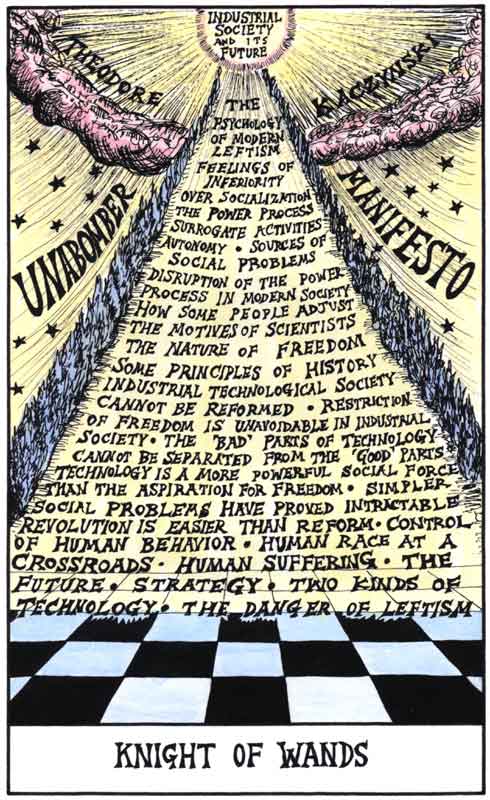 INDUSTRIAL
SOCIETY
AND ITS
FUTURE
THEODORE
KACZYNSKI
UNABOMBER
MANIFESTO
THE
PSYCHOLOGY
OF MODERN
LEFTISM
FEELINGS OF
INFERIORITY
OVER SOCIALIZATION
THE POWER PROCESS
SURROGATE ACTIVITIES
AUTONOMY • SOURCES OF
SOCIAL PROBLEMS
DISRUPTION OF THE POWER
PROCESS IN MODERN SOCIETY
HOW SOME PEOPLE ADJUST
THE MOTIVES OF SCIENTISTS
THE NATURE OF FREEDOM
SOME PRINCIPLES OF HISTORY
INDUSTRIAL TECHNOLOGICAL SOCIETY
CANNOT BE REFORMED • RESTRICTION
OF FREEDOM IS UNAVOIDABLE IN INDUSTRIAL
SOCIETY • THE 'BAD' PARTS OF TECHNOLOGY
CANNOT BE SEPARATED FROM THE 'GOOD' PARTS •
TECHNOLOGY IS A MORE POWERFUL SOCIAL FORCE
THAN THE ASPIRATION FOR FREEDOM • SIMPLER
SOCIAL PROBLEMS HAVE PROVED INTRACTABLE
REVOLUTION IS EASIER THAN REFORM • CONTROL
OF HUMAN BEHAVIOR • HUMAN RACE AT A
CROSSROADS • HUMAN SUFFERING • THE
FUTURE • STRATEGY • TWO KINDS OF
TECHNOLOGY • THE DANGER OF LEFTISM
KNIGHT OF WANDS